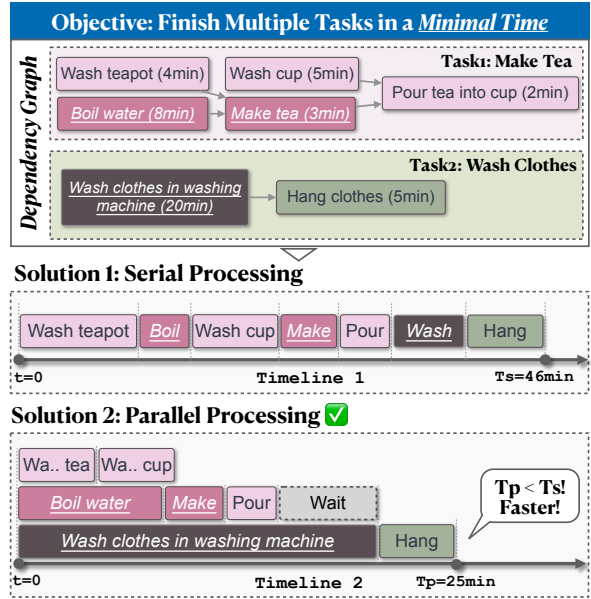 Objective: Finish Multiple Tasks in a Minimal Time
Dependency Graph
Task1: Make Tea
Wash teapot (4min)
Wash cup (5min)
Pour tea into cup (2min)
Boil water (8min)
Make tea (3min)
Task2: Wash Clothes
Wash clothes in washing
machine (20min)
Hang clothes (5min)
Solution 1: Serial Processing
Wash teapot
Boil
Wash cup
Make
Pour
Wash
Hang
t=0
Timeline 1
Ts=46min
Solution 2: Parallel Processing ✅
Wa.. tea
Wa.. cup
Boil water
Make
Pour
Wait
Tp < Ts!
Faster!
Wash clothes in washing machine
Hang
t=0
Timeline 2
Tp=25min